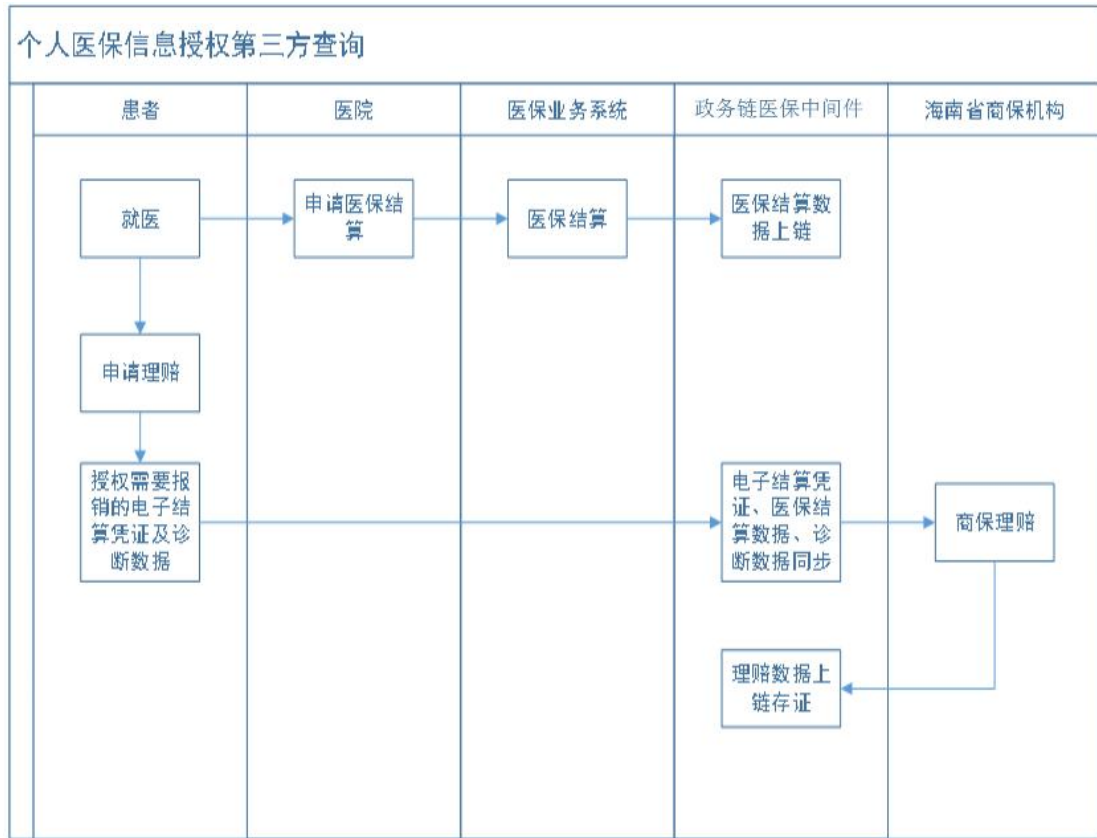 个人医保信息授权第三方查询
患者
医院
医保业务系统
政务链医保中间件
海南省商保机构
就医
申请医保结
算
医保结算
医保结算数
据上链
申请理赔
授权需要报
销的电子结
算凭证及诊
断数据
电子结算凭
证、医保结
算数据、诊
断数据同步
商保理赔
理赔数据上
链存证